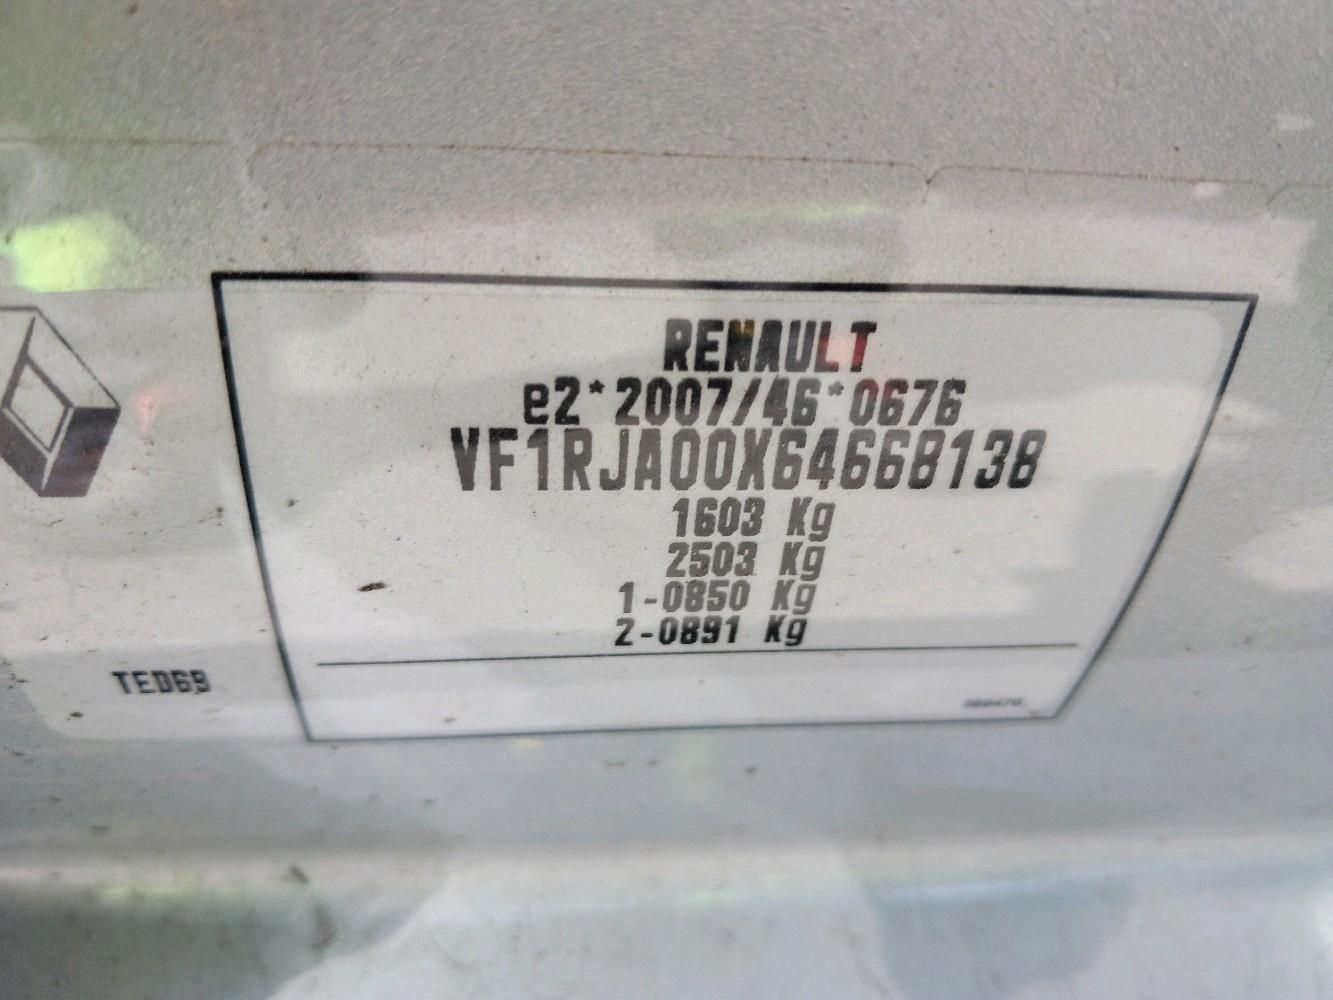 RENAULT
e2*2007/46*0676
VF1RJA00X64668138
1603 Kg
2503 Kg
1-0850 Kg
2-0891 Kg
TED69